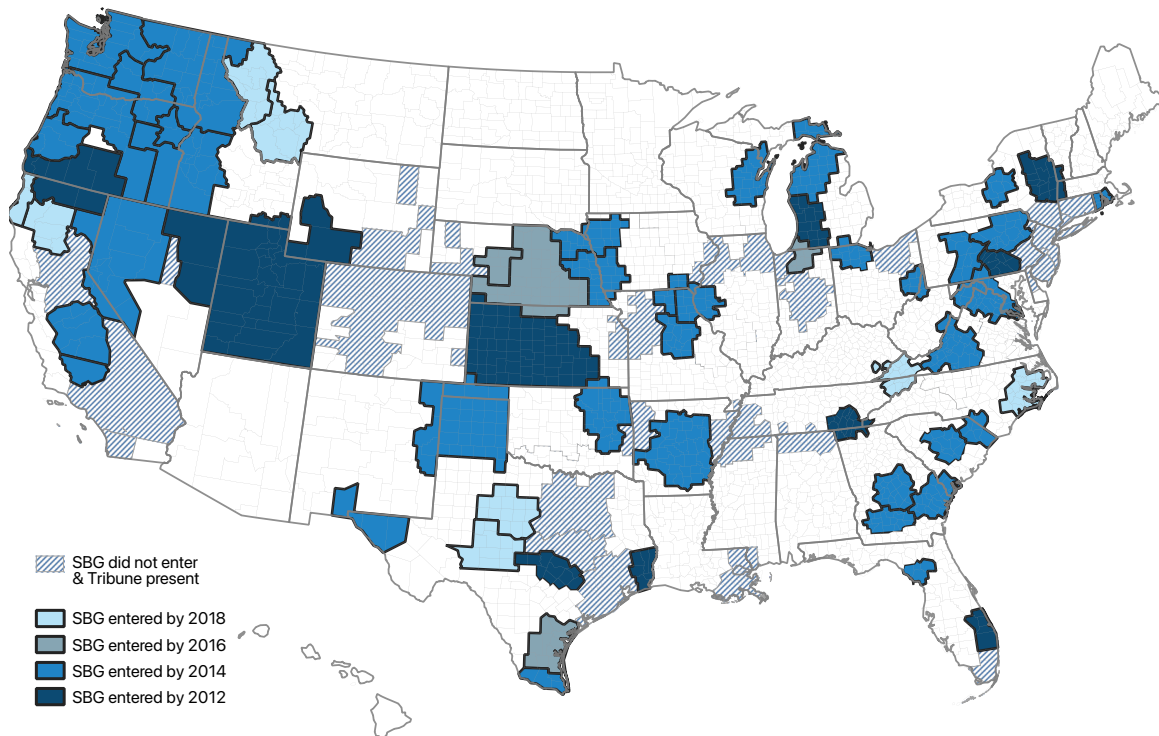 SBG did not enter
& Tribune present
SBG entered by 2018
SBG entered by 2016
SBG entered by 2014
SBG entered by 2012